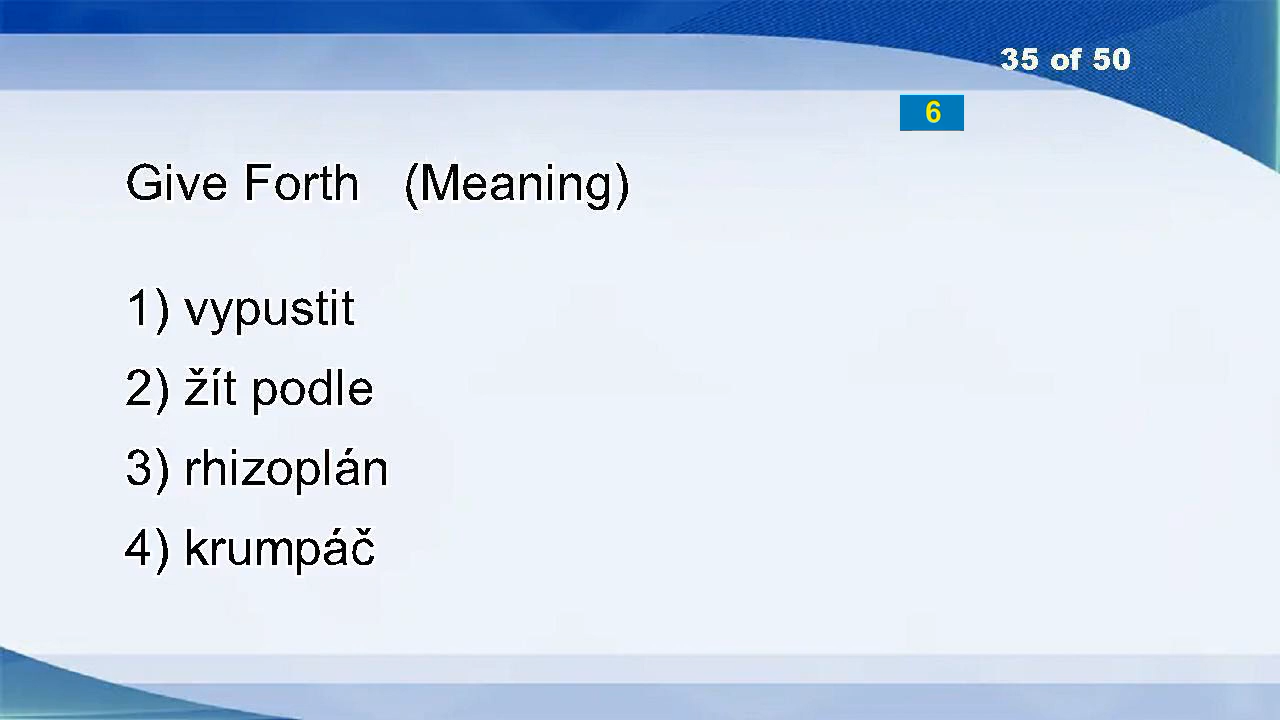 35 of 50
6
Give Forth (Meaning)
1) vypustit
2) žít podle
3) rhizoplán
4) krumpáč